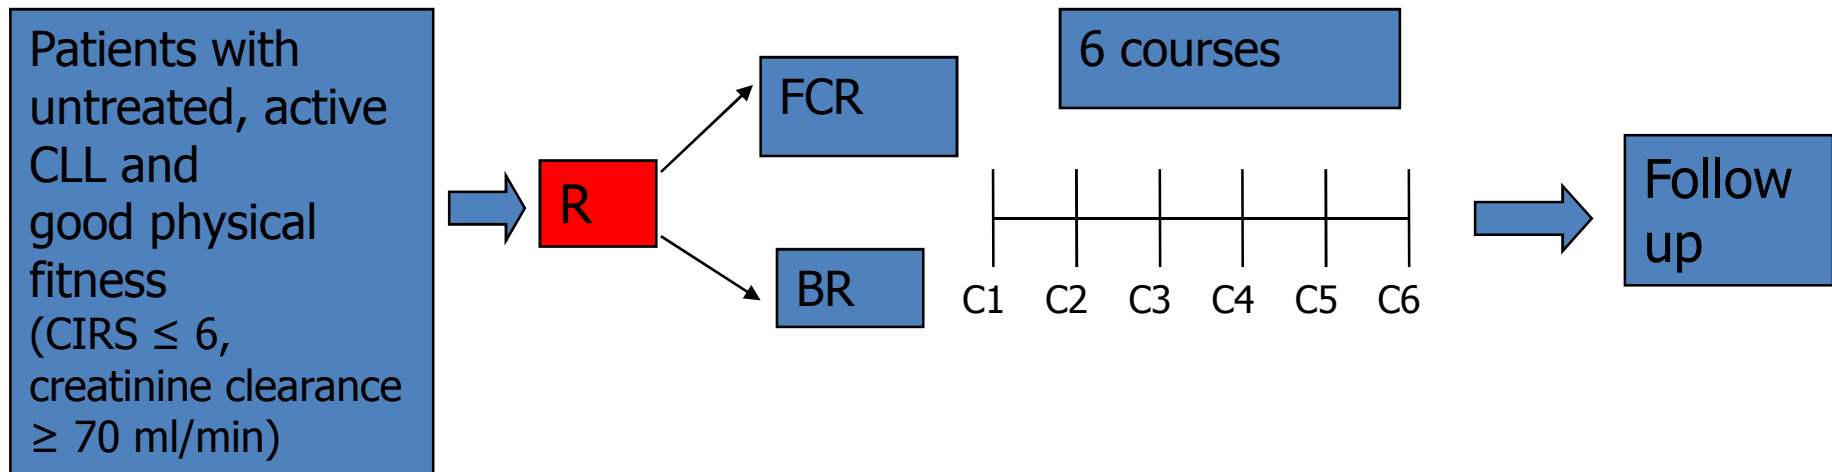 Patients with
untreated, active
CLL and
good physical
fitness
(CIRS ≤ 6,
creatinine clearance
≥ 70 ml/min)
R
FCR
BR
6 courses
C1 C2 C3 C4 C5 C6
Follow
up